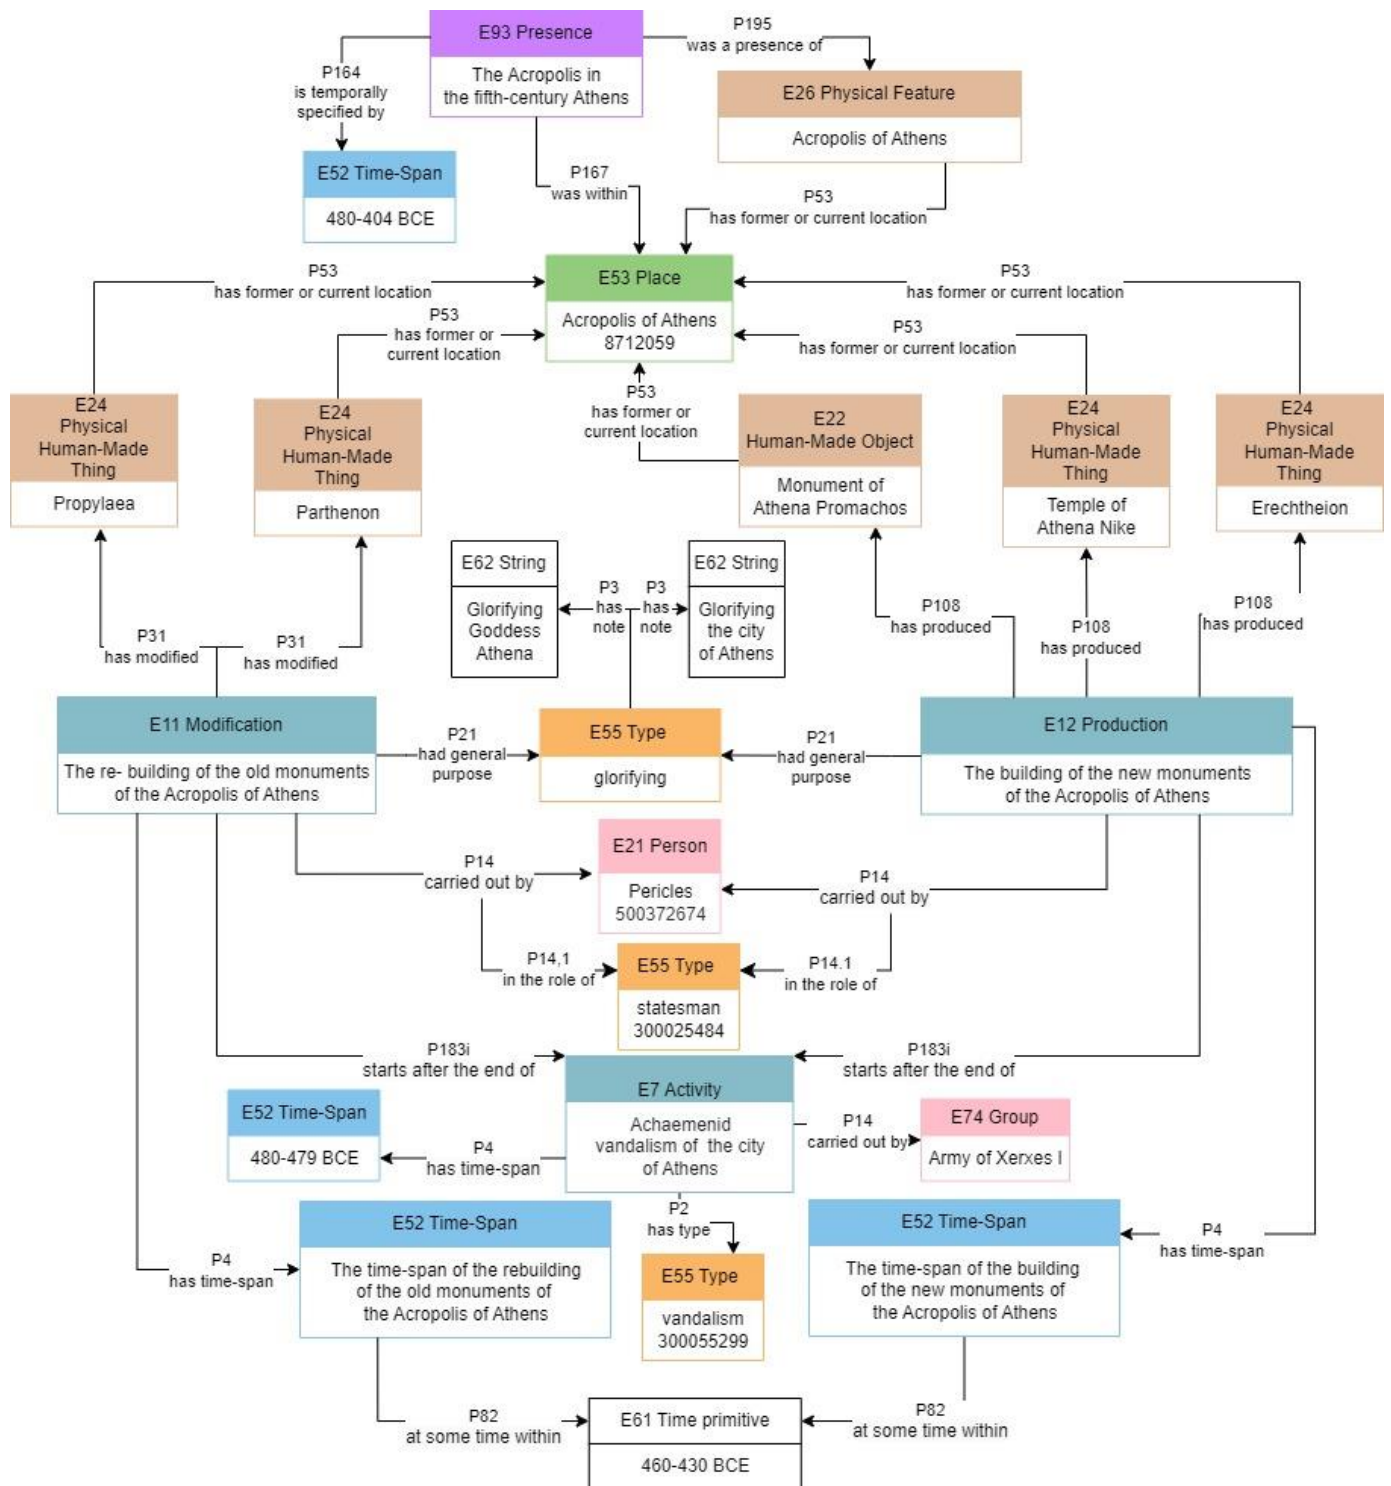 E93 Presence
The Acropolis in
the fifth-century Athens
P195
was a presence of
P164
is temporally
specified by
E26 Physical Feature
Acropolis of Athens
E52 Time-Span
480-404 BCE
P167
was within
P53
has former or current location
P53
has former or current location
E53 Place
Acropolis of Athens
8712059
P53
has former or current location
P53
has former or
current location
P53
has former or current location
P53
has former or
current location
E24
Physical
Human-Made
Thing
Propylaea
E24
Physical
Human-Made
Thing
Parthenon
E22
Human-Made Object
Monument of
Athena Promachos
E24
Physical
Human-Made
Thing
Temple of
Athena Nike
E24
Physical
Human-Made
Thing
Erechtheion
E62 String
Glorifying
Goddess
Athena
P3
has
note
P3
has
note
E62 String
Glorifying
the city
of Athens
P31
has modified
P31
has modified
P108
has produced
P108
has produced
P108
has produced
E11 Modification
The re- building of the old monuments
of the Acropolis of Athens
P21
had general
purpose
E55 Type
glorifying
P21
had general
purpose
E12 Production
The building of the new monuments
of the Acropolis of Athens
P14
carried out by
E21 Person
Pericles
500372674
P14
carried out by
P14,1
in the role of
E55 Type
statesman
300025484
P14.1
in the role of
P183i
starts after the end of
P183i
starts after the end of
E7 Activity
Achaemenid
vandalism of the city
of Athens
E52 Time-Span
480-479 BCE
P4
has time-span
P14
carried out by
E74 Group
Army of Xerxes I
P2
has type
E55 Type
vandalism
300055299
P4
has time-span
E52 Time-Span
The time-span of the rebuilding
of the old monuments of
the Acropolis of Athens
E52 Time-Span
The time-span of the building
of the new monuments of
the Acropolis of Athens
P4
has time-span
P82
at some time within
E61 Time primitive
460-430 BCE
P82
at some time within